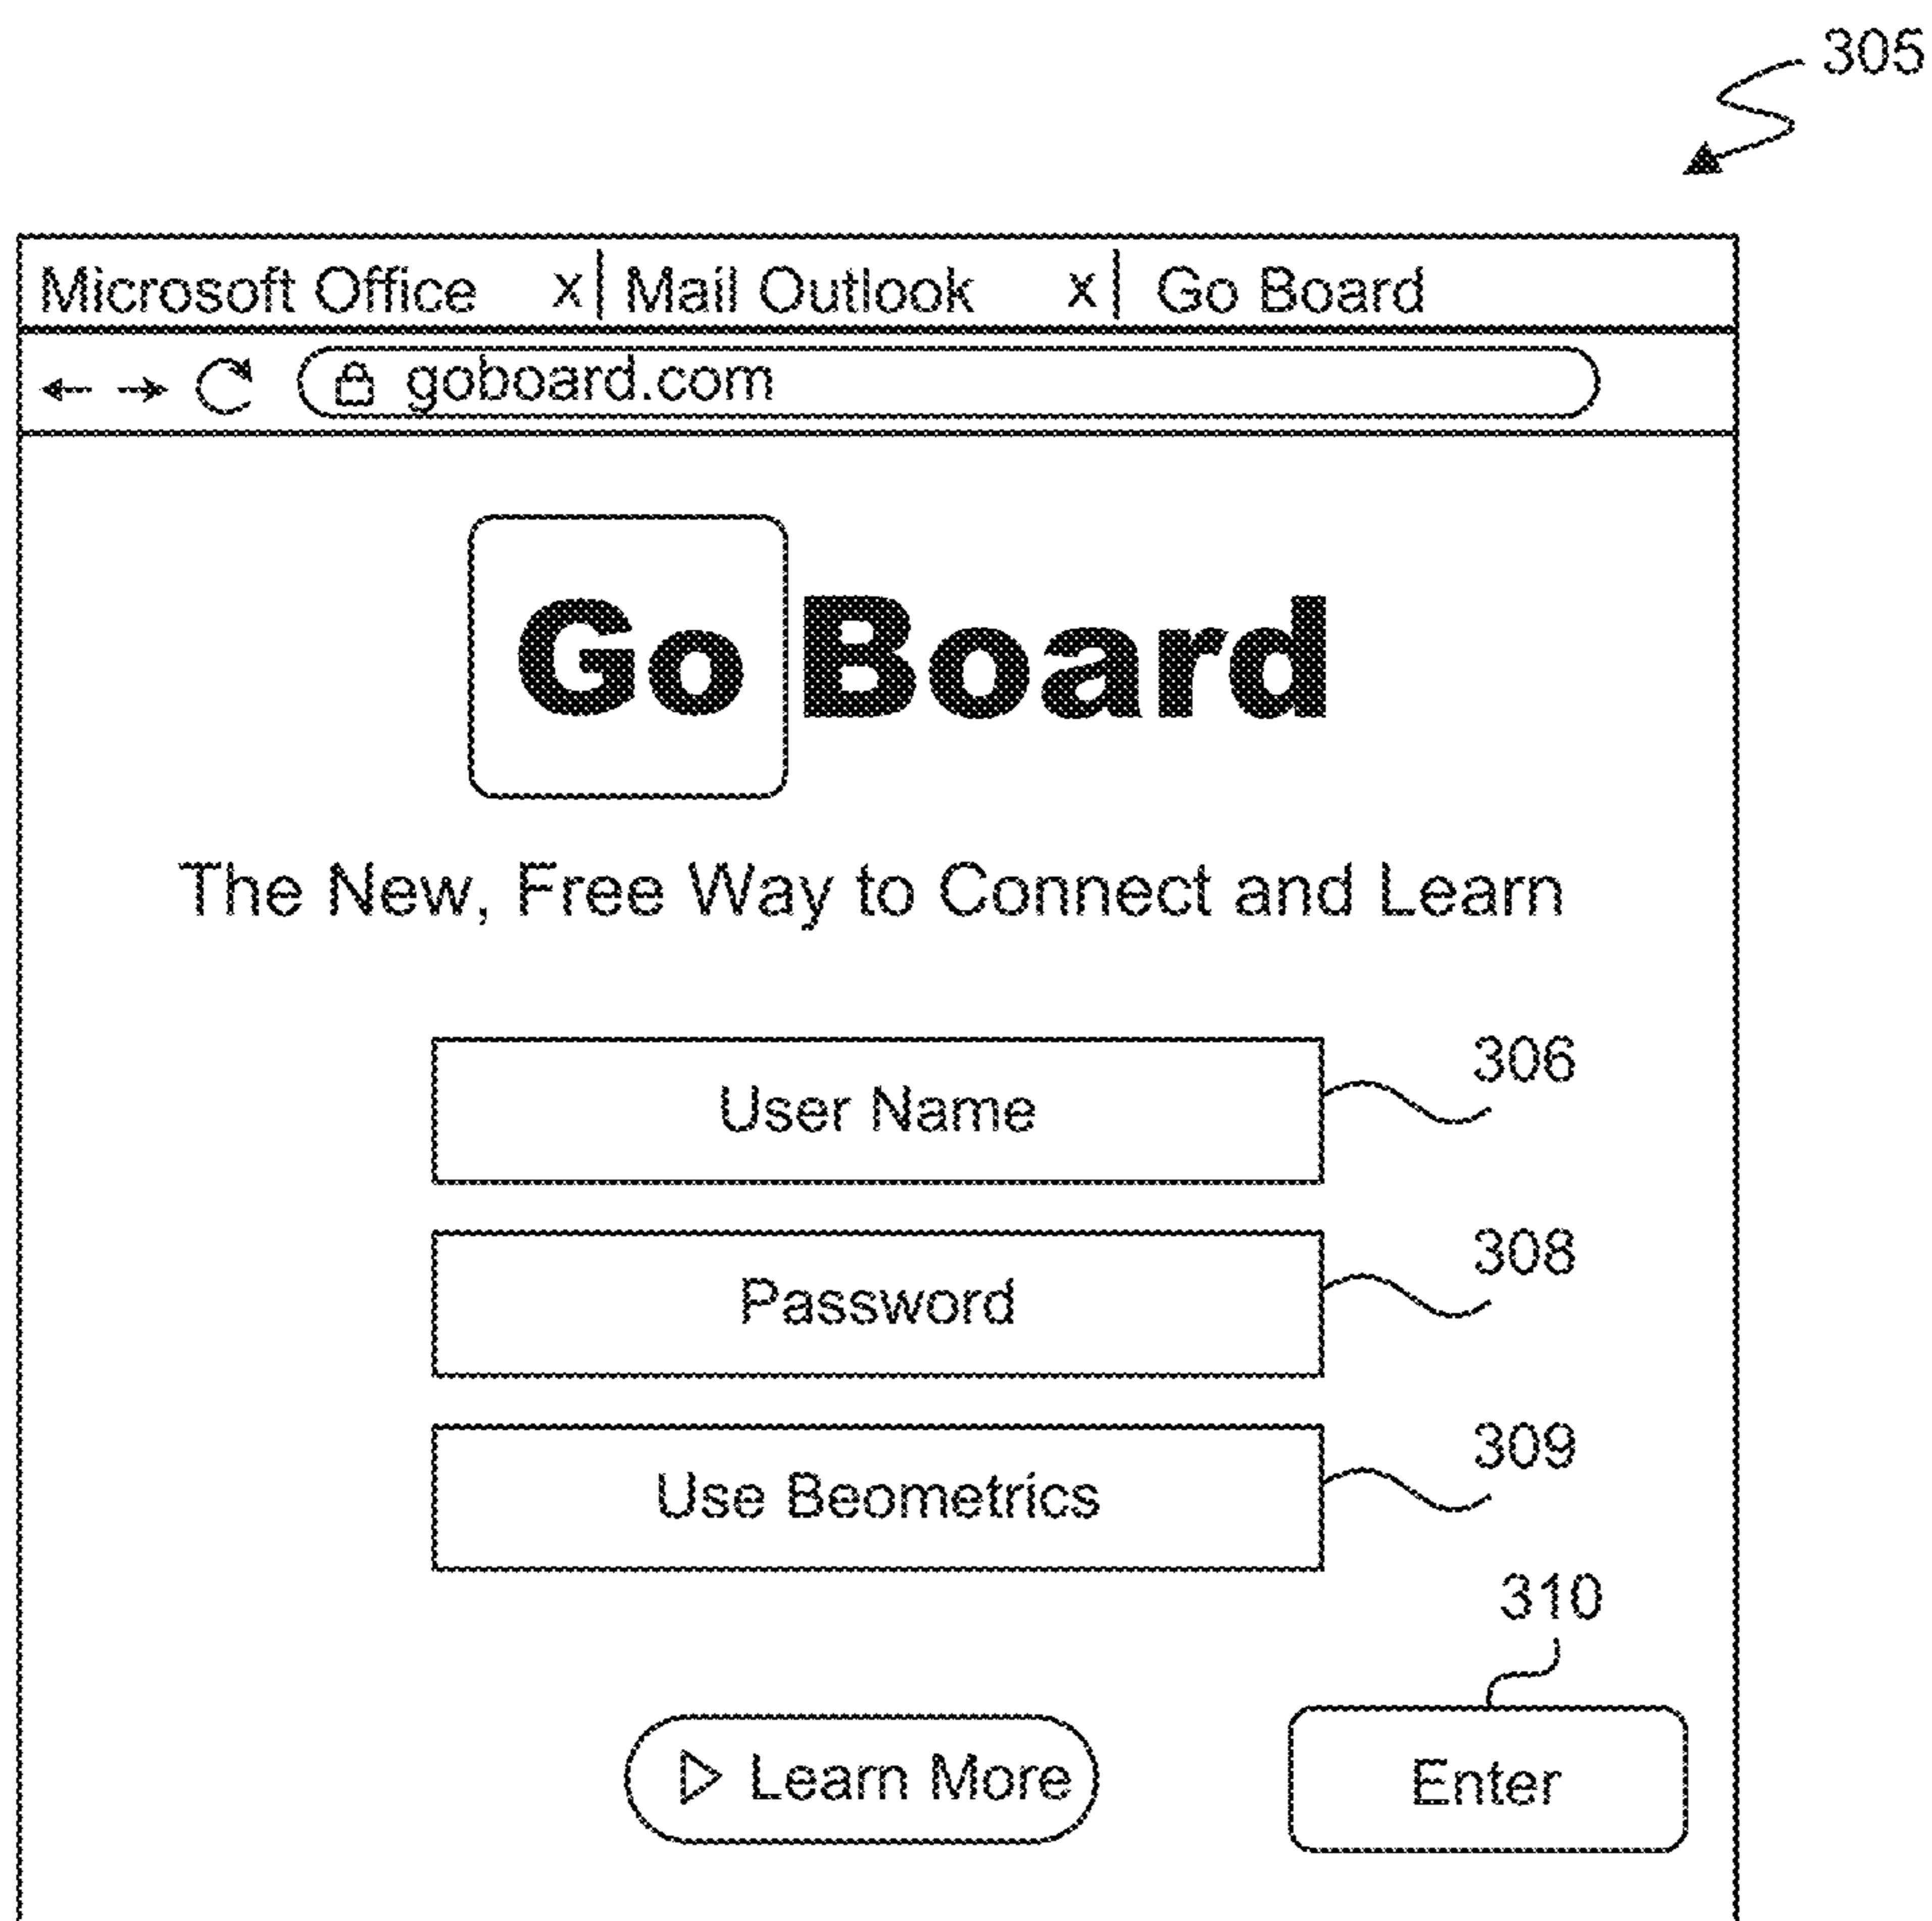 305
Microsoft Office x Mail Outlook x Go Board
goboard.com
Go Board
The New, Free Way to Connect and Learn
306
User Name
308
Password
309
Use Beometrics
310
Learn More Enter